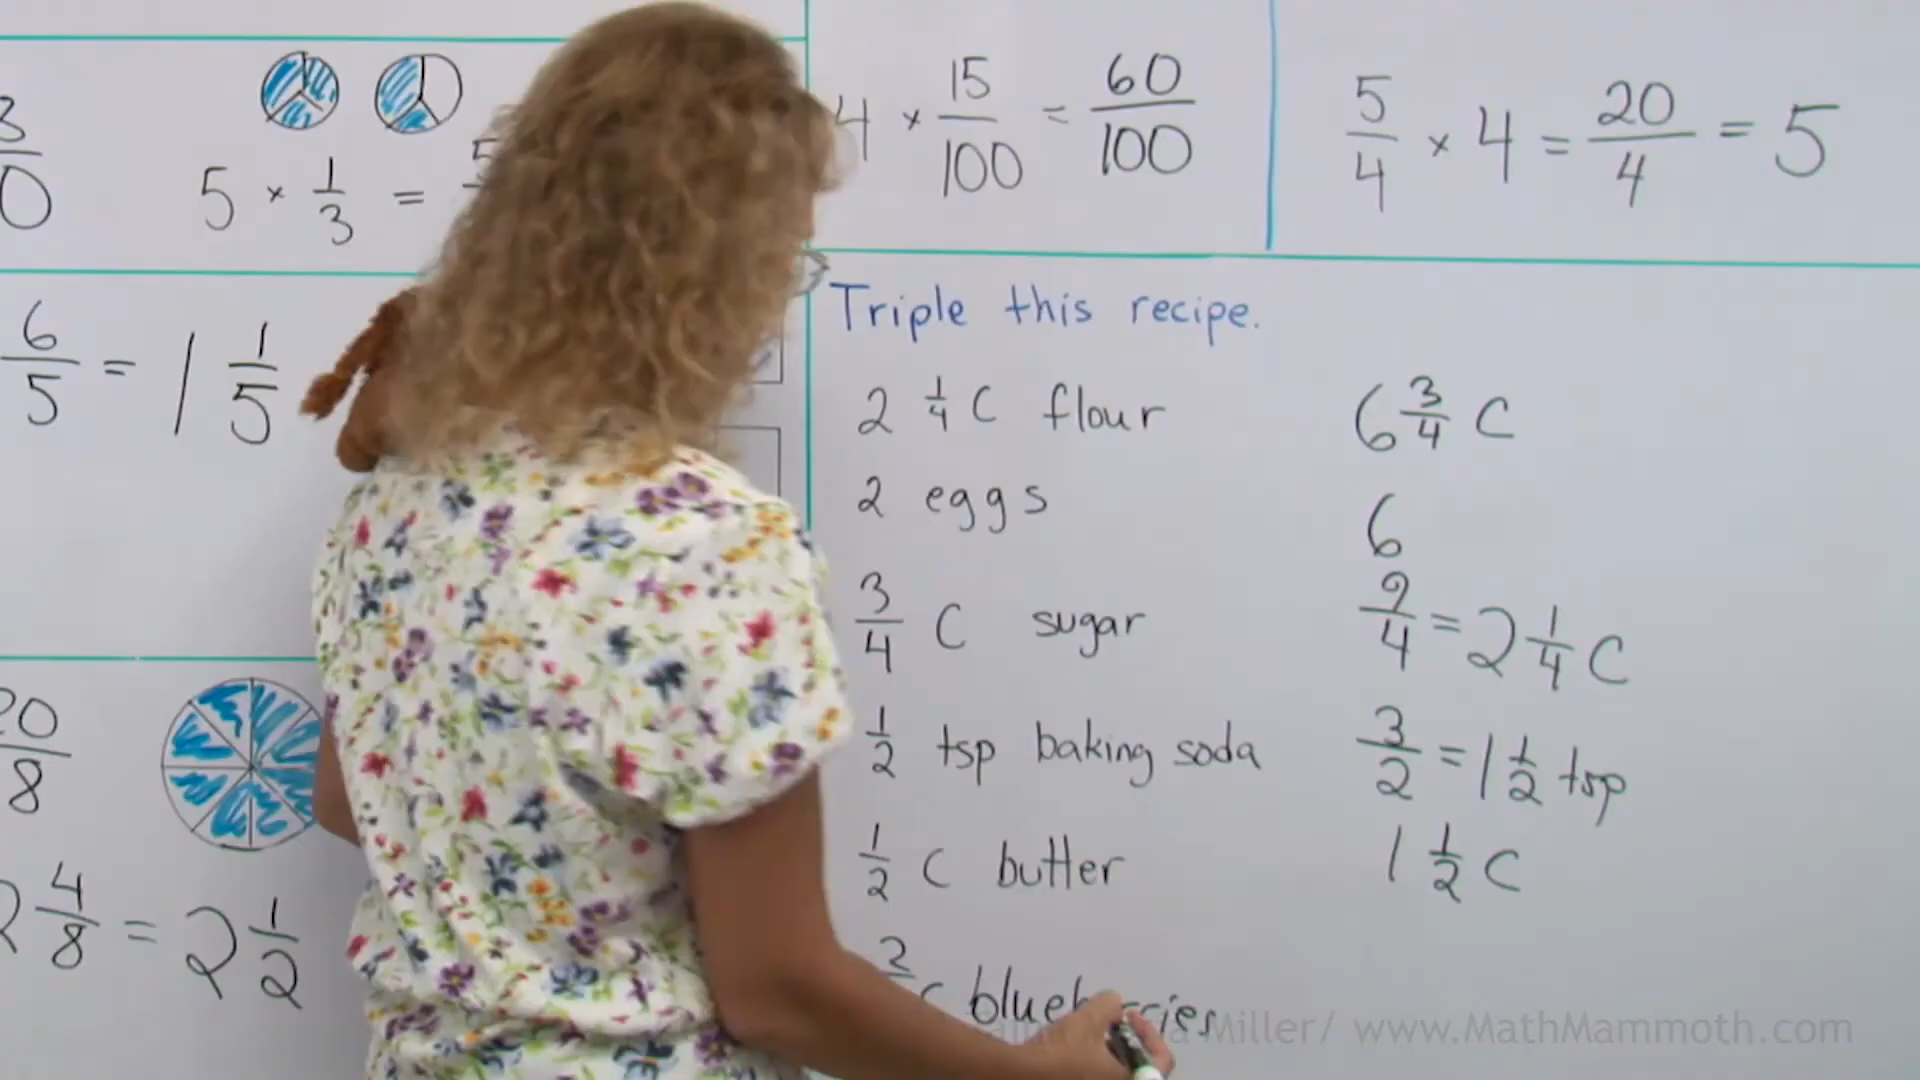 5 × 1/3 =
6/5 = 1 1/5
20/8
2 4/8 = 2 1/2
4 × 15/100 = 60/100
5/4 × 4 = 20/4 = 5
Triple this recipe.
2 1/4 C flour 6 3/4 C
2 eggs 6
3/4 C sugar 9/4 = 2 1/4 C
1/2 tsp baking soda 3/2 = 1 1/2 tsp
1/2 C butter 1 1/2 C
C blueberries
Miller/ www.MathMammoth.com